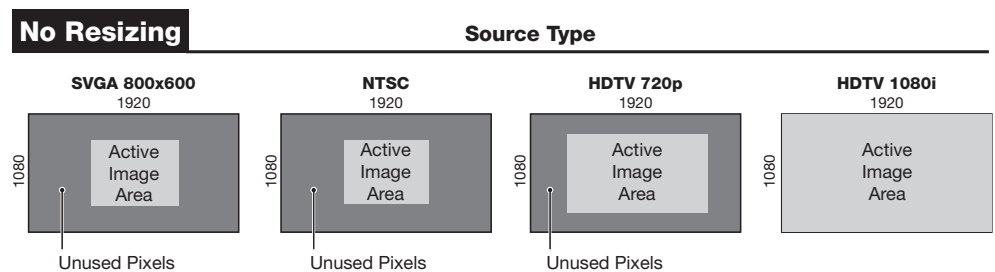 No Resizing
Source Type
SVGA 800x600
1920
1080
Active
Image
Area
Unused Pixels
NTSC
1920
1080
Active
Image
Area
Unused Pixels
HDTV 720p
1920
1080
Active
Image
Area
Unused Pixels
HDTV 1080i
1920
1080
Active
Image
Area